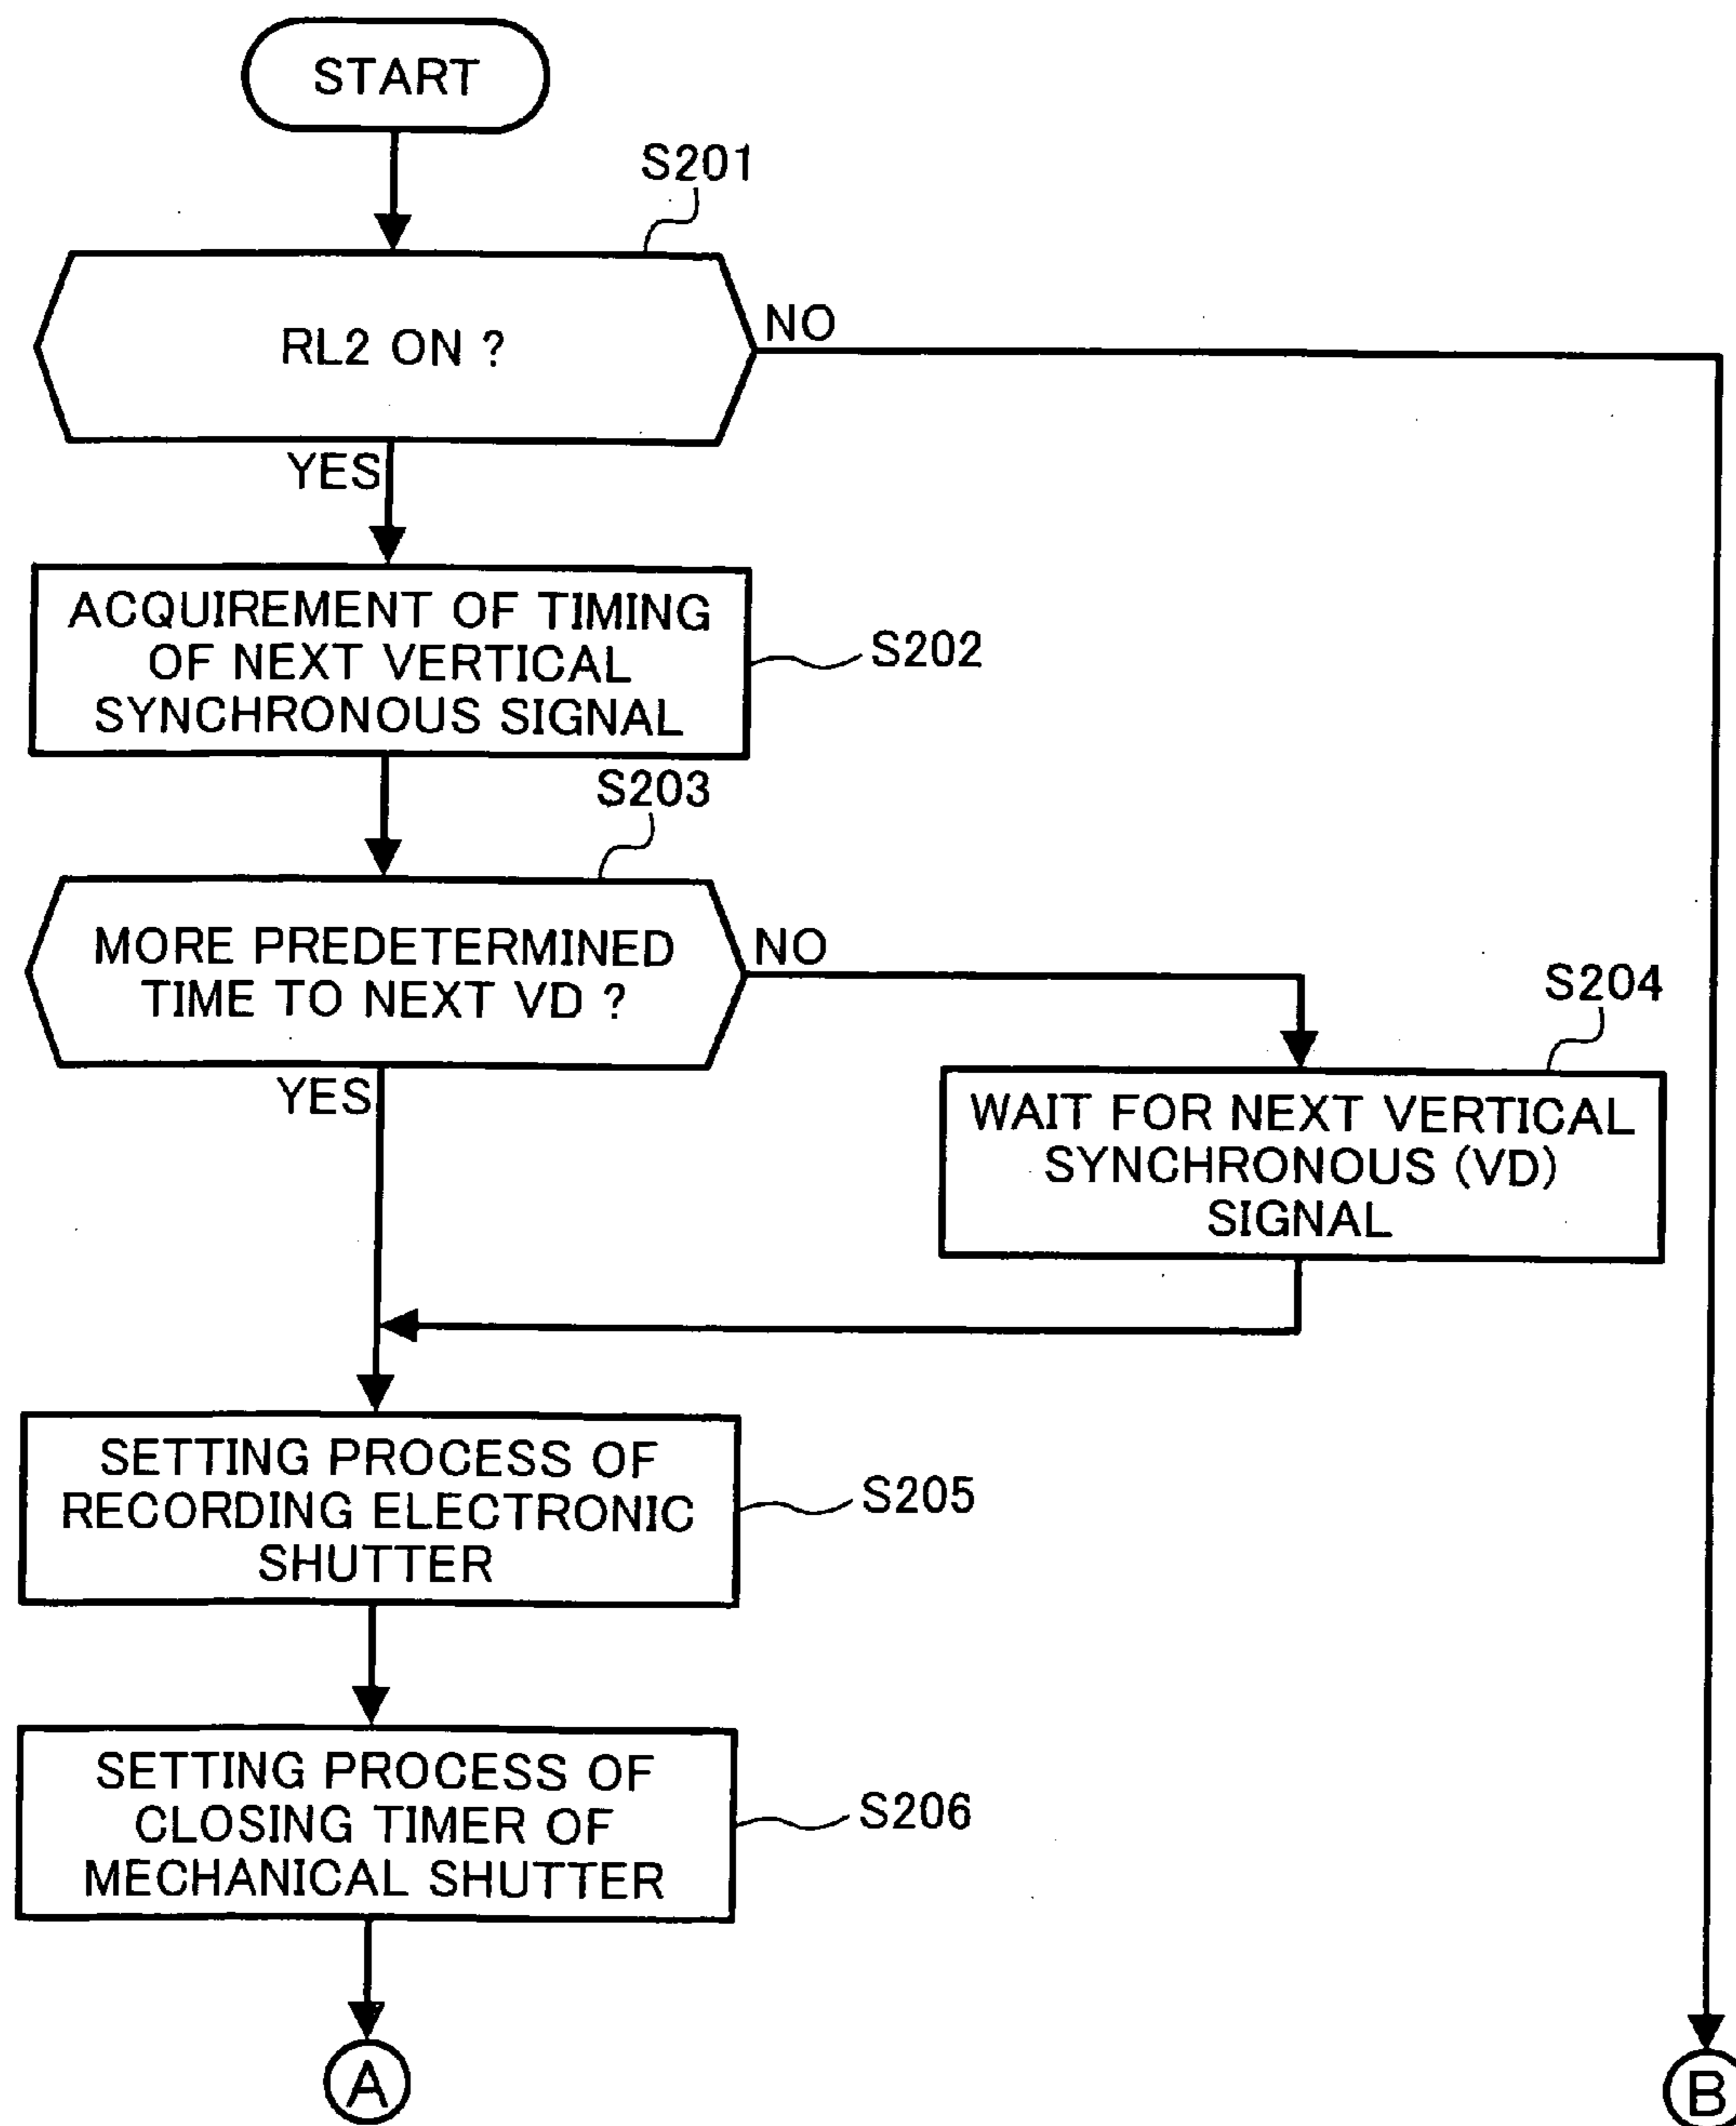 START
S201
RL2 ON ?
NO
YES
ACQUIREMENT OF TIMING
OF NEXT VERTICAL
SYNCHRONOUS SIGNAL
S202
S203
MORE PREDETERMINED
TIME TO NEXT VD ?
NO
YES
S204
WAIT FOR NEXT VERTICAL
SYNCHRONOUS (VD)
SIGNAL
SETTING PROCESS OF
RECORDING ELECTRONIC
SHUTTER
S205
SETTING PROCESS OF
CLOSING TIMER OF
MECHANICAL SHUTTER
S206
A
B